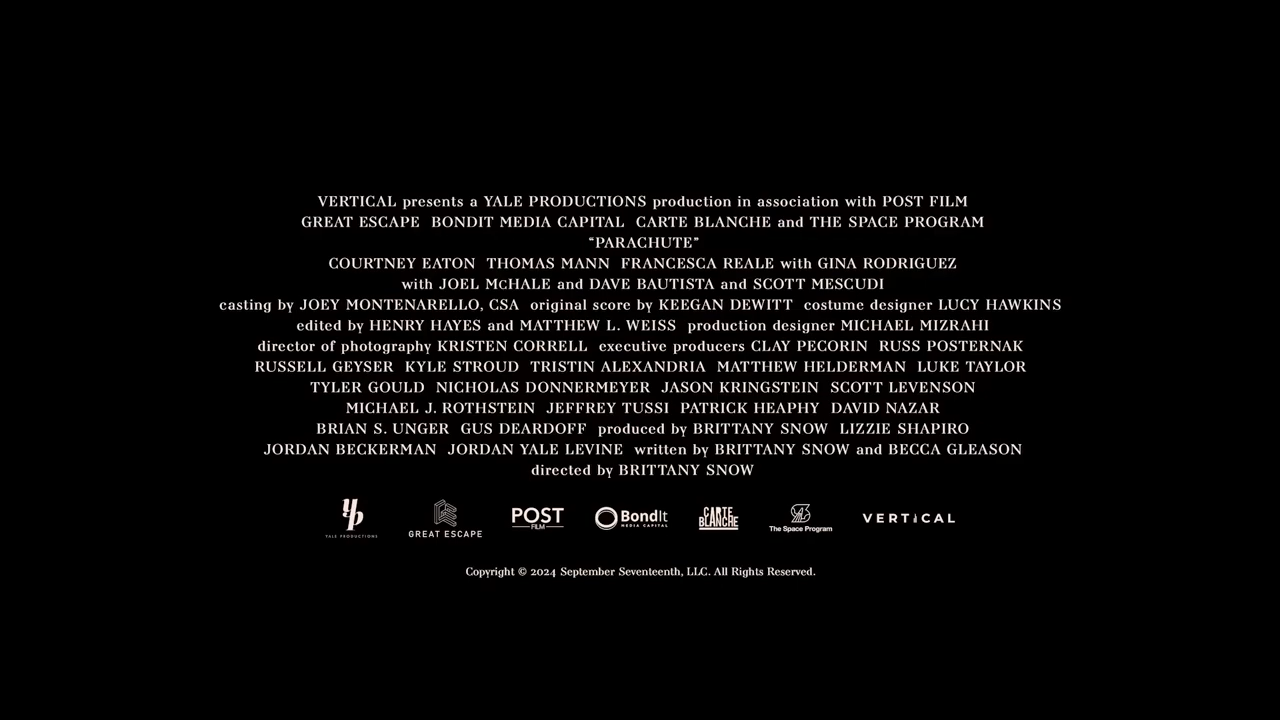 VERTICAL presents a YALE PRODUCTIONS production in association with POST FILM
GREAT ESCAPE BONDIT MEDIA CAPITAL CARTE BLANCHE and THE SPACE PROGRAM
“PARACHUTE”
COURTNEY EATON THOMAS MANN FRANCESCA REALE with GINA RODRIGUEZ
with JOEL McHALE and DAVE BAUTISTA and SCOTT MESCUDI
casting by JOEY MONTENARELLO, CSA original score by KEEGAN DEWITT costume designer LUCY HAWKINS
edited by HENRY HAYES and MATTHEW L. WEISS production designer MICHAEL MIZRAHI
director of photography KRISTEN CORRELL executive producers CLAY PECORIN RUSS POSTERNAK
RUSSELL GEYSER KYLE STROUD TRISTIN ALEXANDRIA MATTHEW HELDERMAN LUKE TAYLOR
TYLER GOULD NICHOLAS DONNERMEYER JASON KRINGSTEIN SCOTT LEVENSON
MICHAEL J. ROTHSTEIN JEFFREY TUSSI PATRICK HEAPHY DAVID NAZAR
BRIAN S. UNGER GUS DEARDOFF produced by BRITTANY SNOW LIZZIE SHAPIRO
JORDAN BECKERMAN JORDAN YALE LEVINE written by BRITTANY SNOW and BECCA GLEASON
directed by BRITTANY SNOW
yp YALE PRODUCTIONS
GREAT ESCAPE
POST FILM
BondIt MEDIA CAPITAL
CARTE BLANCHE
The Space Program
VERTICAL
Copyright © 2024 September Seventeenth, LLC. All Rights Reserved.